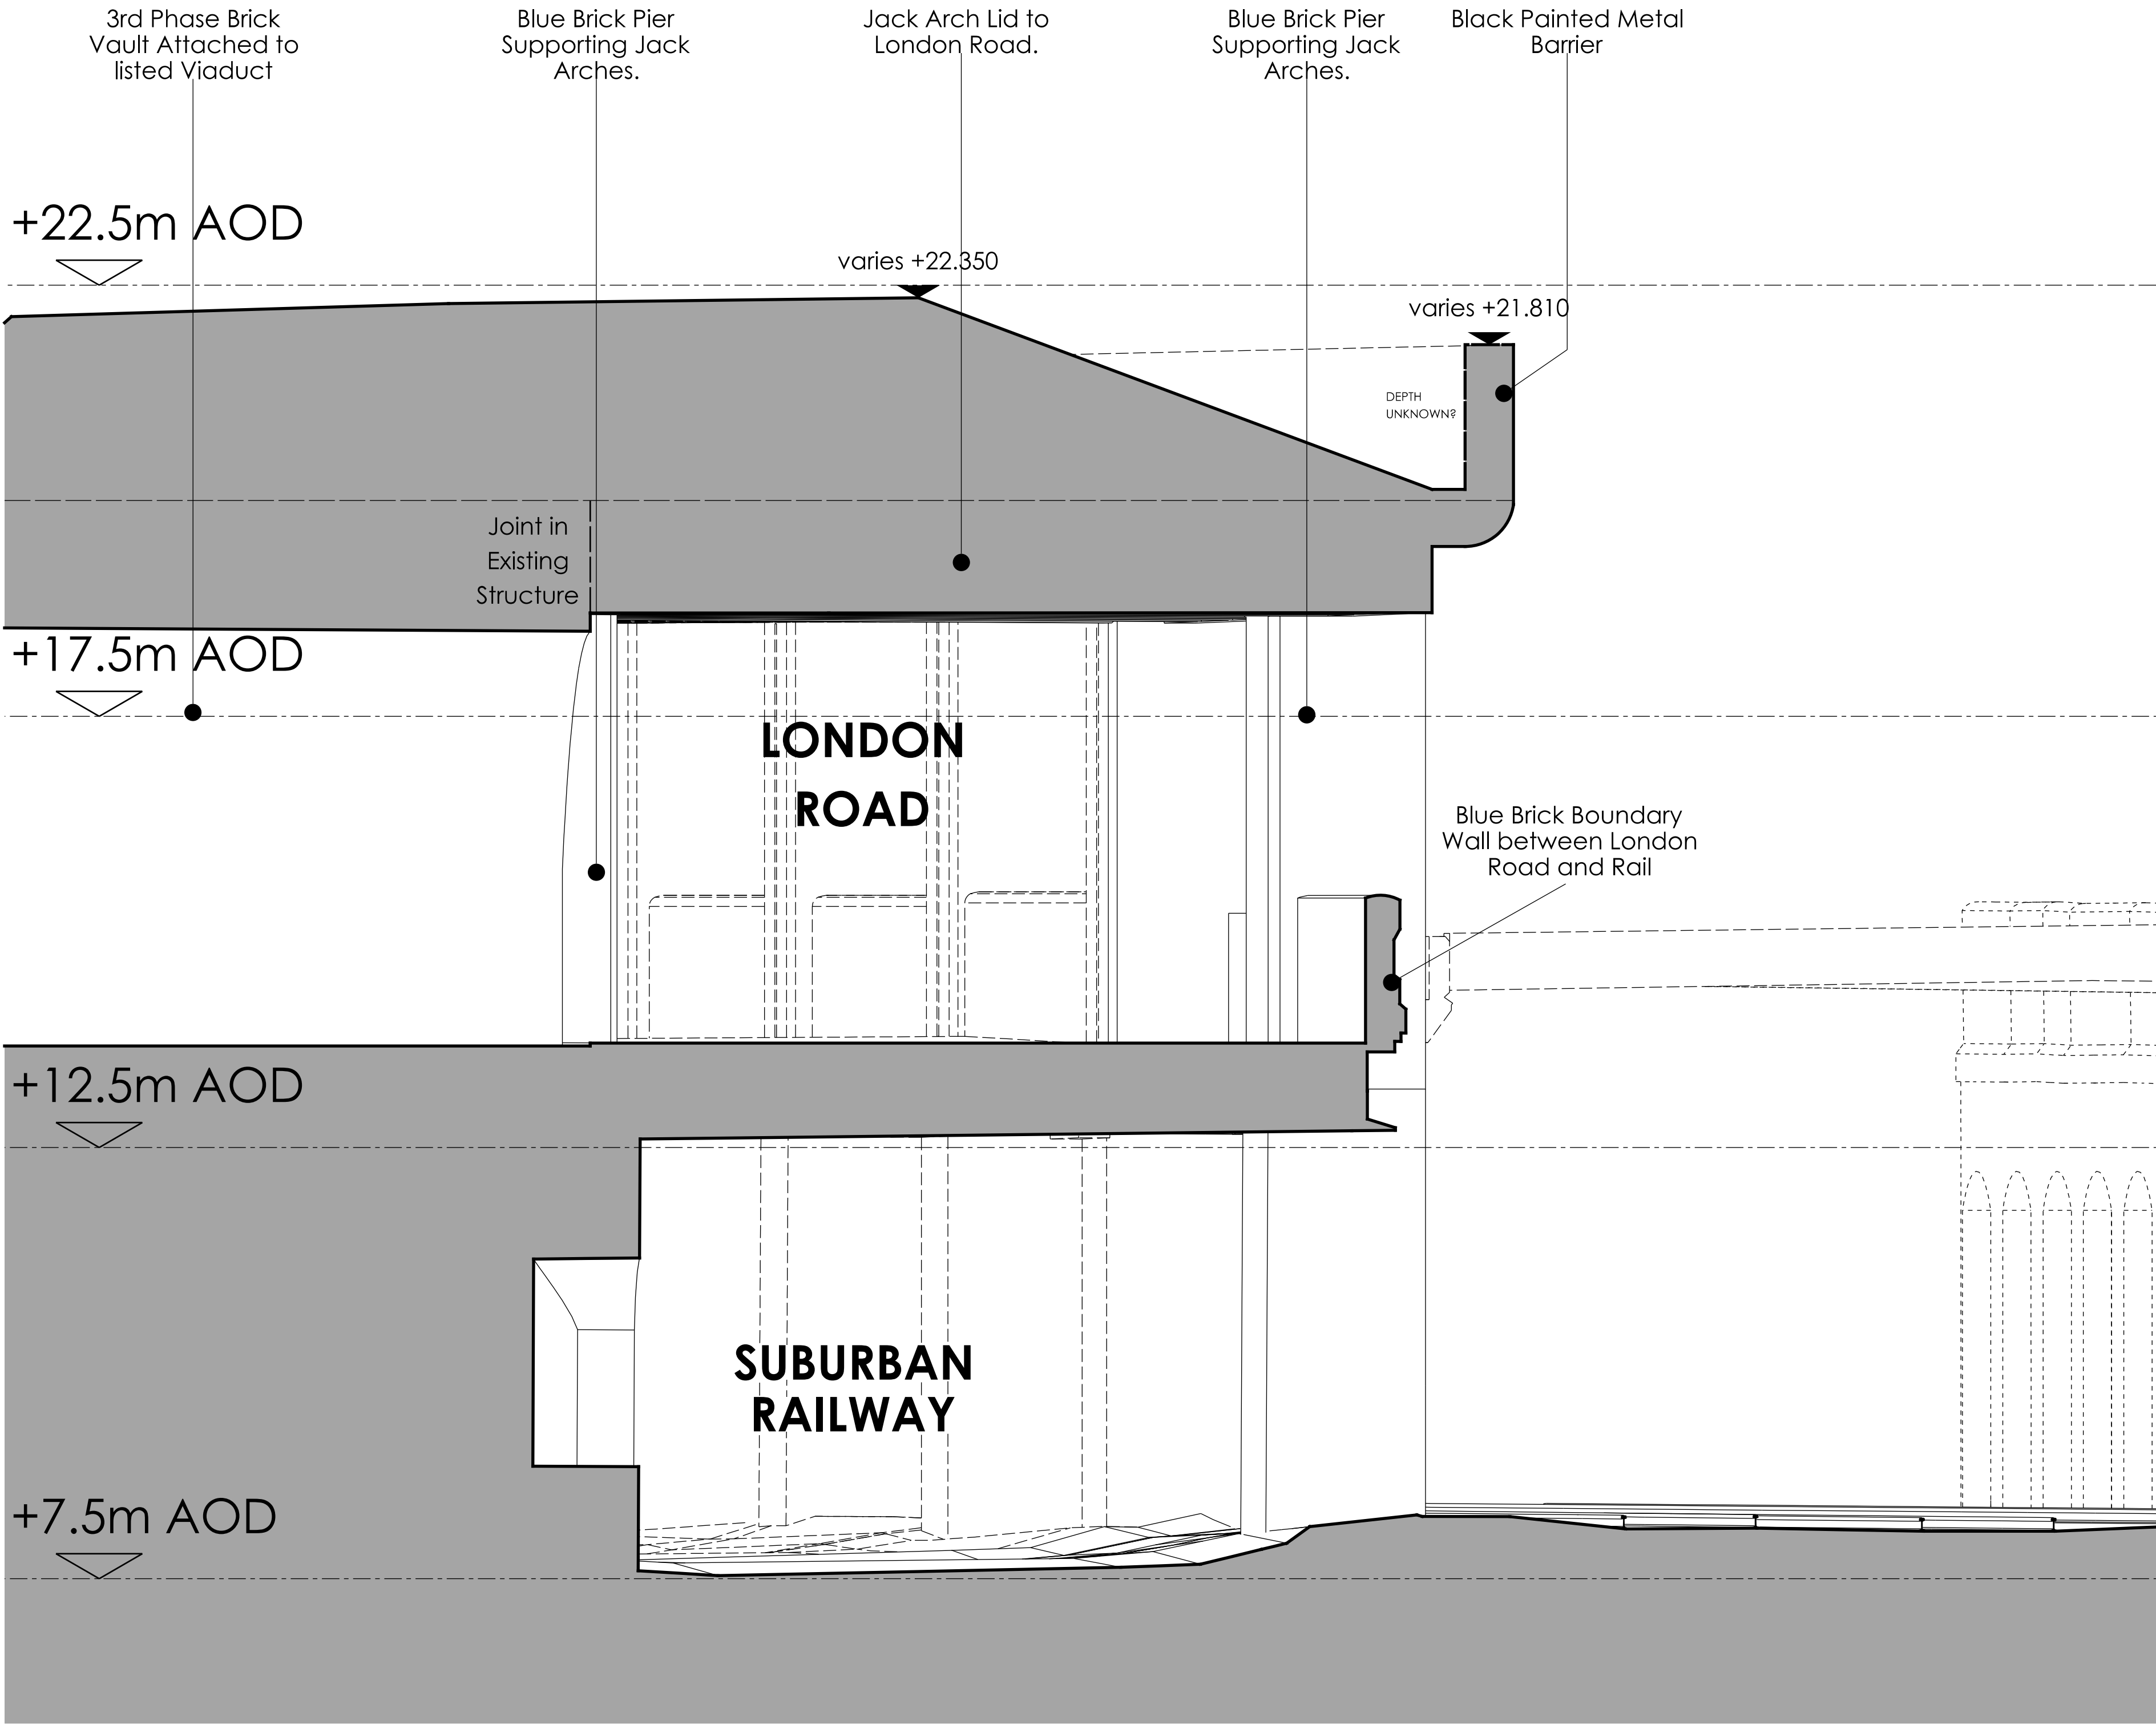 3rd Phase Brick
Vault Attached to
listed Viaduct
Blue Brick Pier
Supporting Jack
Arches.
Jack Arch Lid to
London Road.
Blue Brick Pier
Supporting Jack
Arches.
Black Painted Metal
Barrier
+22.5m AOD
varies +22.350
varies +21.810
DEPTH
UNKNOWN?
Joint in
Existing
Structure
+17.5m AOD
LONDON
ROAD
Blue Brick Boundary
Wall between London
Road and Rail
+12.5m AOD
SUBURBAN
RAILWAY
+7.5m AOD